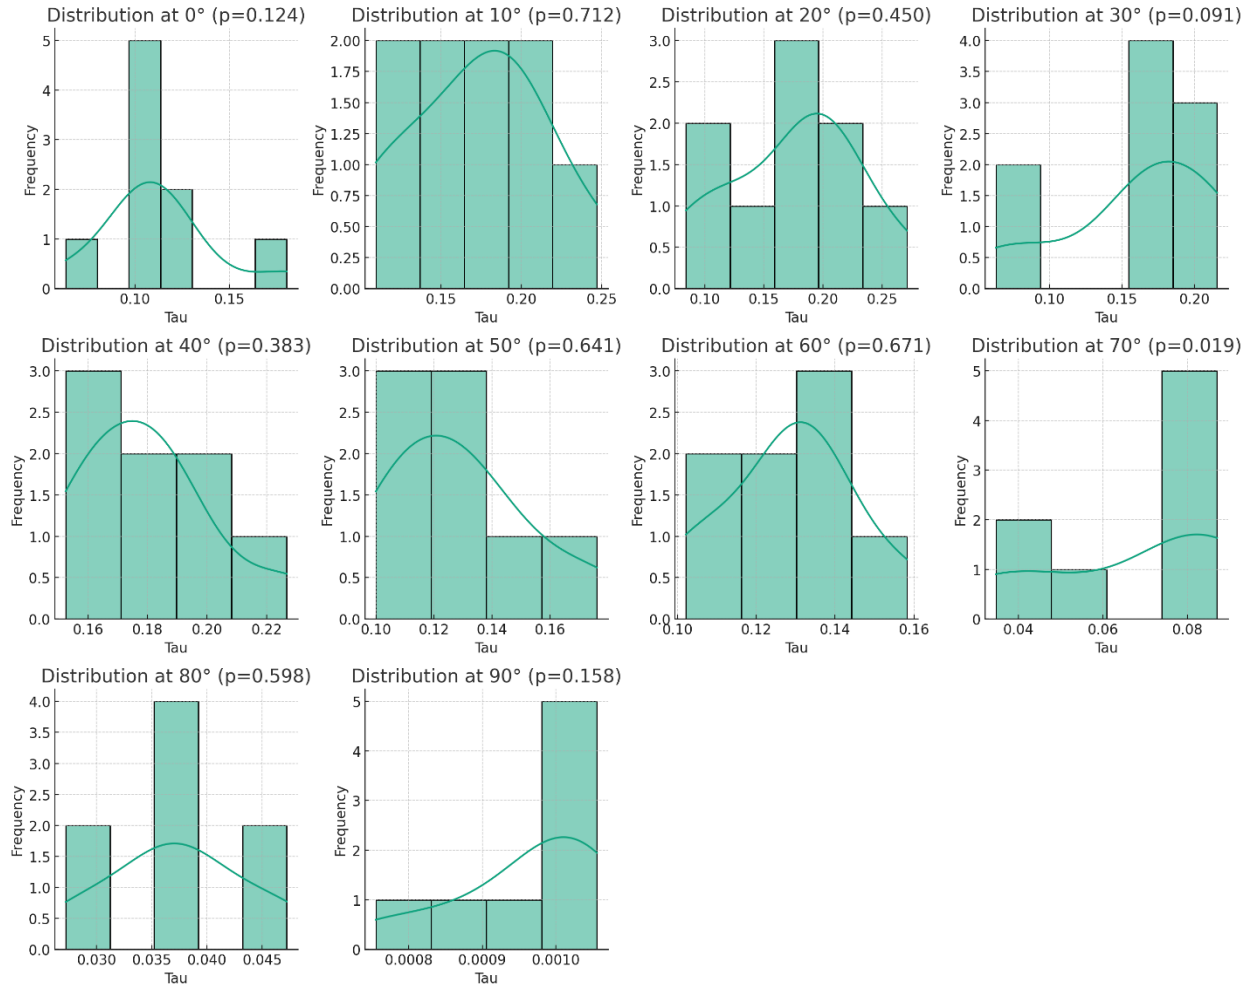 Distribution at 0° (p=0.124)
Frequency
5
4
3
2
1
0
0.10 0.15
Tau
Distribution at 10° (p=0.712)
Frequency
2.00
1.75
1.50
1.25
1.00
0.75
0.50
0.25
0.00
0.15 0.20 0.25
Tau
Distribution at 20° (p=0.450)
Frequency
3.0
2.5
2.0
1.5
1.0
0.5
0.0
0.10 0.15 0.20 0.25
Tau
Distribution at 30° (p=0.091)
Frequency
4.0
3.5
3.0
2.5
2.0
1.5
1.0
0.5
0.0
0.10 0.15 0.20
Tau
Distribution at 40° (p=0.383)
Frequency
3.0
2.5
2.0
1.5
1.0
0.5
0.0
0.16 0.18 0.20 0.22
Tau
Distribution at 50° (p=0.641)
Frequency
3.0
2.5
2.0
1.5
1.0
0.5
0.0
0.10 0.12 0.14 0.16
Tau
Distribution at 60° (p=0.671)
Frequency
3.0
2.5
2.0
1.5
1.0
0.5
0.0
0.10 0.12 0.14 0.16
Tau
Distribution at 70° (p=0.019)
Frequency
5
4
3
2
1
0
0.04 0.06 0.08
Tau
Distribution at 80° (p=0.598)
Frequency
4.0
3.5
3.0
2.5
2.0
1.5
1.0
0.5
0.0
0.030 0.035 0.040 0.045
Tau
Distribution at 90° (p=0.158)
Frequency
5
4
3
2
1
0
0.0008 0.0009 0.0010
Tau